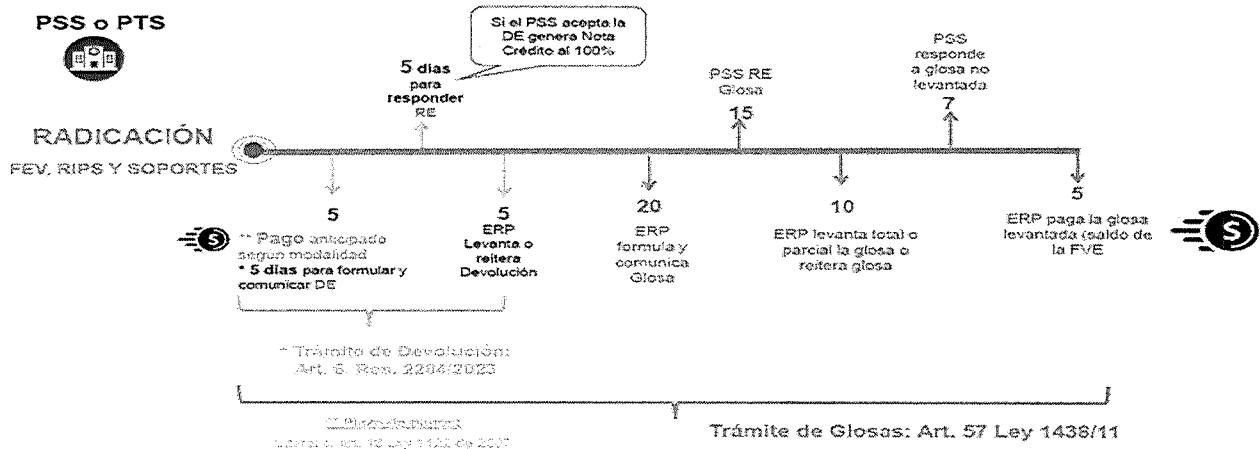 PSS o PTS
Si el PSS acepta la
DE genera Nota
Crédito al 100%
5 días
para
responder
RE
PSS RE
Glosa
15
PSS
responde
a glosa no
levantada
7
RADICACIÓN
FEV, RIPS Y SOPORTES
5
** Pago anticipado
según modalidad
* 5 días para formular y
comunicar DE
5
ERP
Levanta o
reitera
Devolución
20
ERP
formula y
comunica
Glosa
10
ERP levanta total o
parcial la glosa o
reitera glosa
5
ERP paga la glosa
levantada (saldo de
la FVE
* Trámite de Devolución:
Art. 6. Res. 2284/2023
Trámite de Glosas: Art. 57 Ley 1438/11